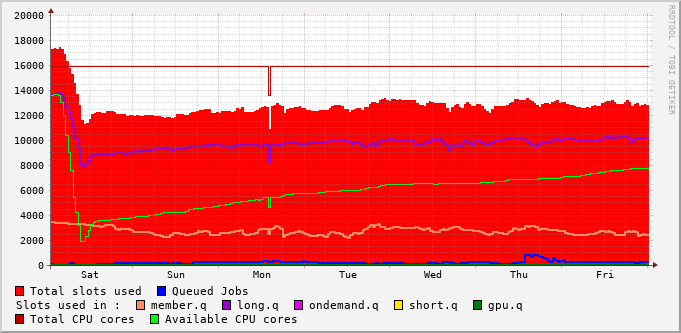 20000
18000
16000
14000
12000
10000
8000
6000
4000
2000
0
Sat Sun Mon Tue Wed Thu Fri
RRDTOOL / TOBI OETIKER
Total slots used Queued Jobs
Slots used in : member.q long.q ondemand.q short.q gpu.q
Total CPU cores Available CPU cores